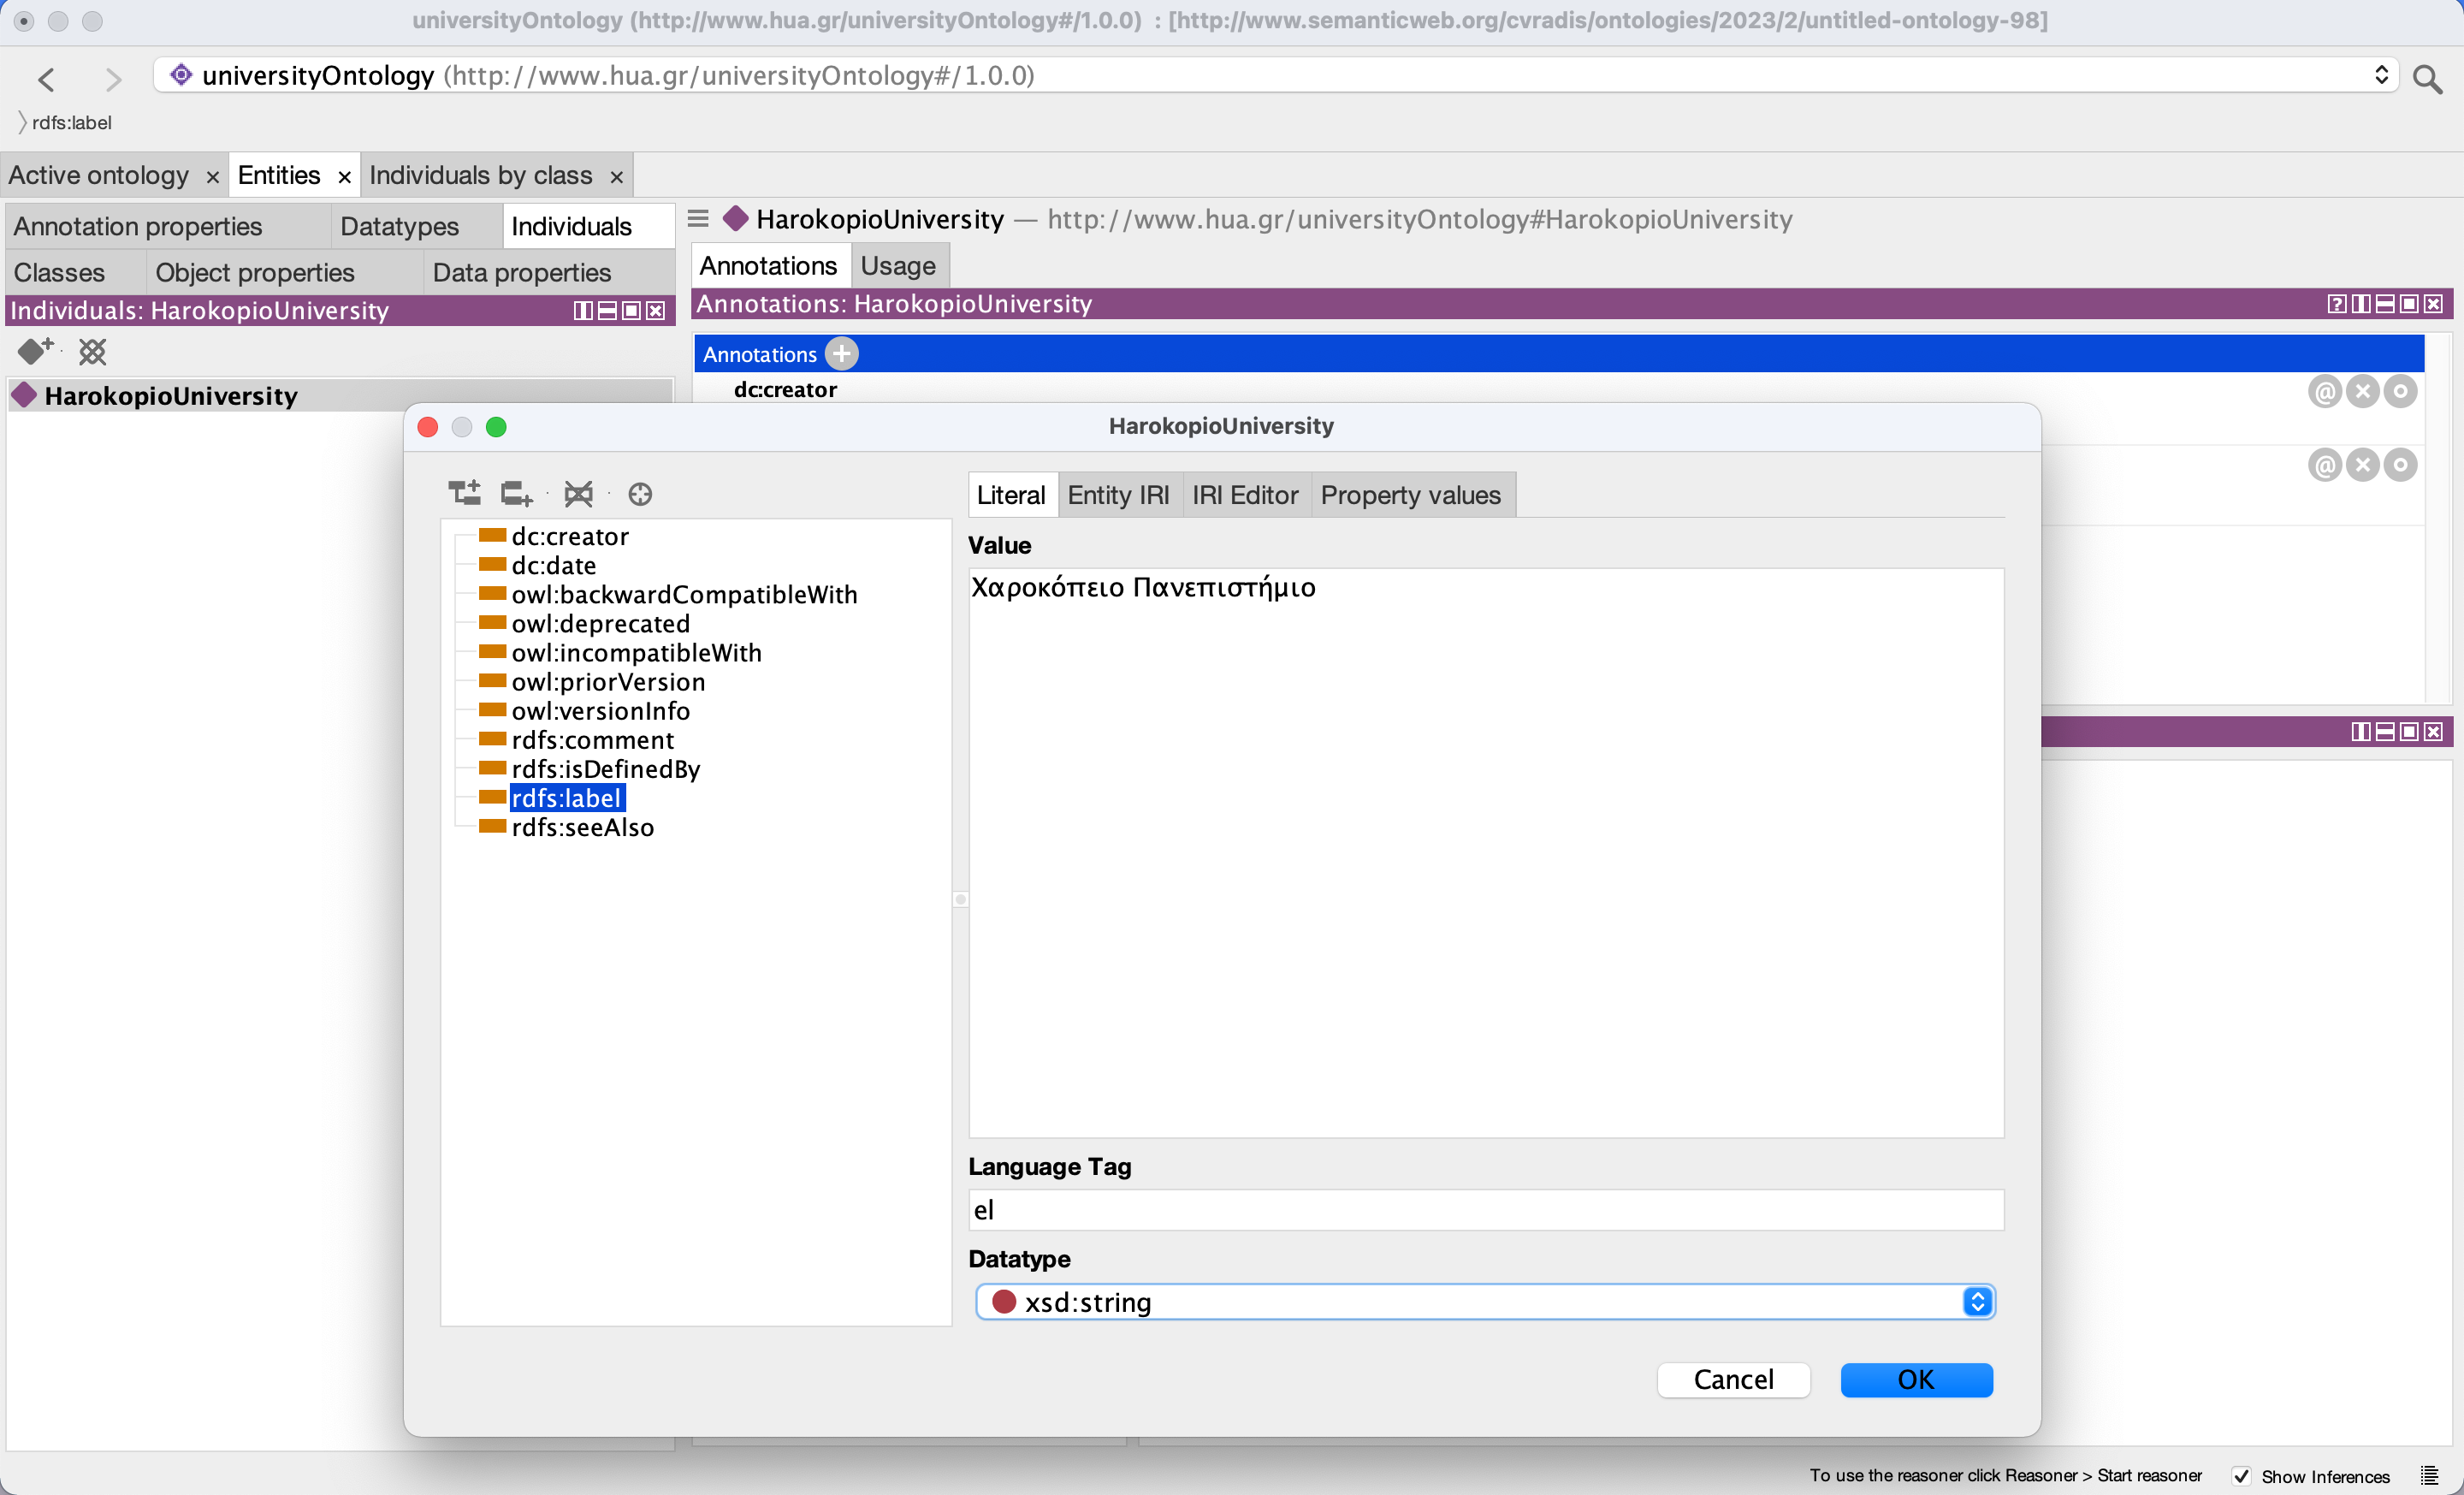 universityOntology (http://www.hua.gr/universityOntology#/1.0.0)  : [http://www.semanticweb.org/cvradis/ontologies/2023/2/untitled-ontology-98]
universityOntology (http://www.hua.gr/universityOntology#/1.0.0)
rdfs:label
Active ontology × Entities × Individuals by class ×
Annotation properties Datatypes Individuals
Classes Object properties Data properties
Individuals: HarokopioUniversity
HarokopioUniversity
HarokopioUniversity — http://www.hua.gr/universityOntology#HarokopioUniversity
Annotations Usage
Annotations: HarokopioUniversity
Annotations
dc:creator
HarokopioUniversity
dc:creator
dc:date
owl:backwardCompatibleWith
owl:deprecated
owl:incompatibleWith
owl:priorVersion
owl:versionInfo
rdfs:comment
rdfs:isDefinedBy
rdfs:label
rdfs:seeAlso
Literal Entity IRI IRI Editor Property values
Value
Χαροκόπειο Πανεπιστήμιο
Language Tag
el
Datatype
xsd:string
Cancel OK
To use the reasoner click Reasoner > Start reasoner Show Inferences